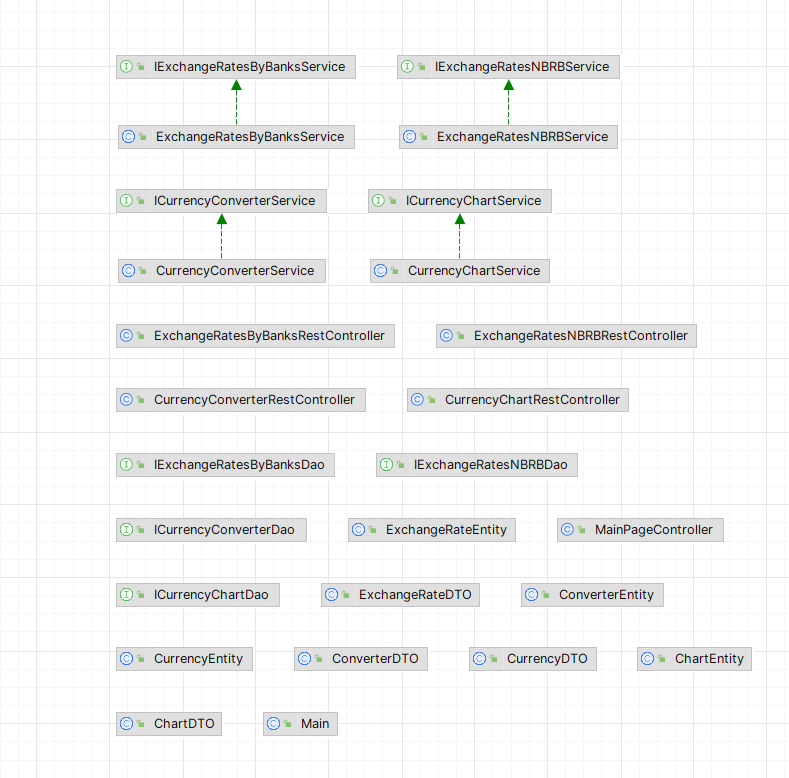 IExchangeRatesByBanksService IExchangeRatesNBRBService
ExchangeRatesByBanksService ExchangeRatesNBRBService
ICurrencyConverterService ICurrencyChartService
CurrencyConverterService CurrencyChartService
ExchangeRatesByBanksRestController ExchangeRatesNBRBRestController
CurrencyConverterRestController CurrencyChartRestController
IExchangeRatesByBanksDao IExchangeRatesNBRBDao
ICurrencyConverterDao ExchangeRateEntity MainPageController
ICurrencyChartDao ExchangeRateDTO ConverterEntity
CurrencyEntity ConverterDTO CurrencyDTO ChartEntity
ChartDTO Main